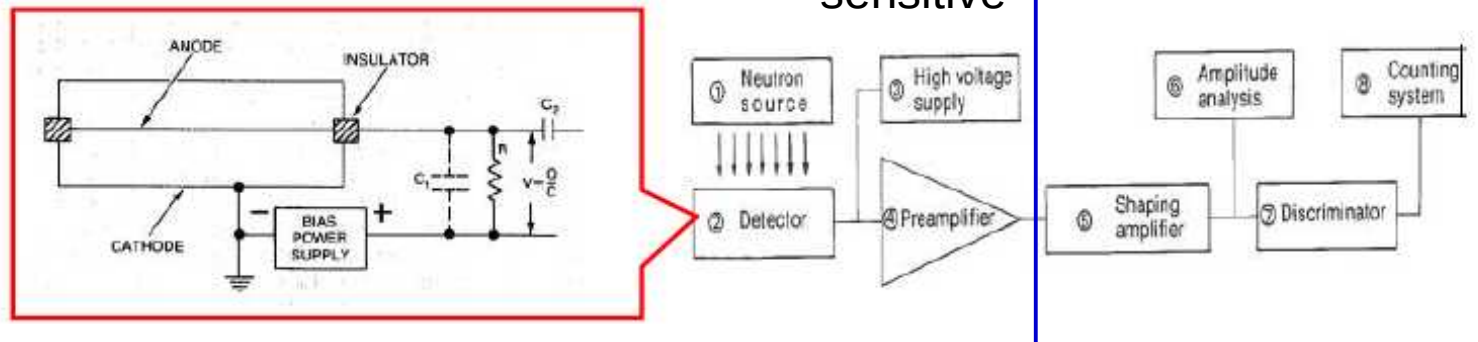 sensitive
ANODE
INSULATOR
C₂
C₁
R
V=Q/C
−
+
BIAS
POWER
SUPPLY
CATHODE
① Neutron
source
③ High voltage
supply
② Detector
④ Preamplifier
⑤ Shaping
amplifier
⑥ Amplitude
analysis
⑦ Discriminator
⑧ Counting
system